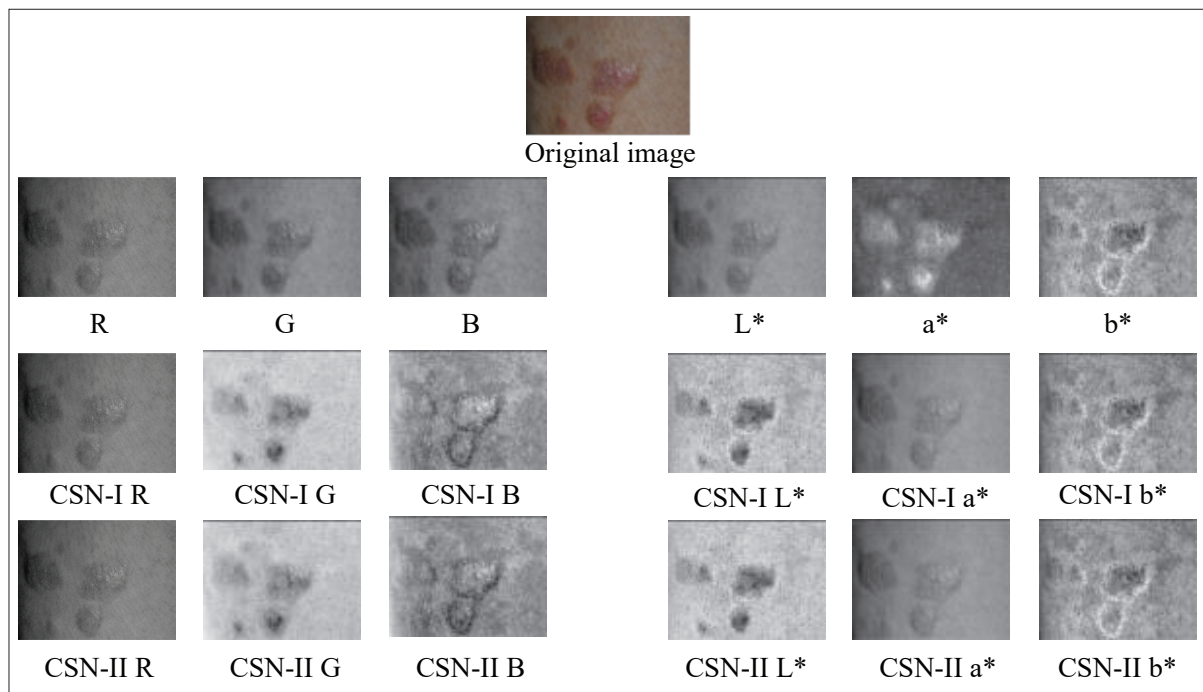 Original image
R G B L* a* b*
CSN-I R CSN-I G CSN-I B CSN-I L* CSN-I a* CSN-I b*
CSN-II R CSN-II G CSN-II B CSN-II L* CSN-II a* CSN-II b*